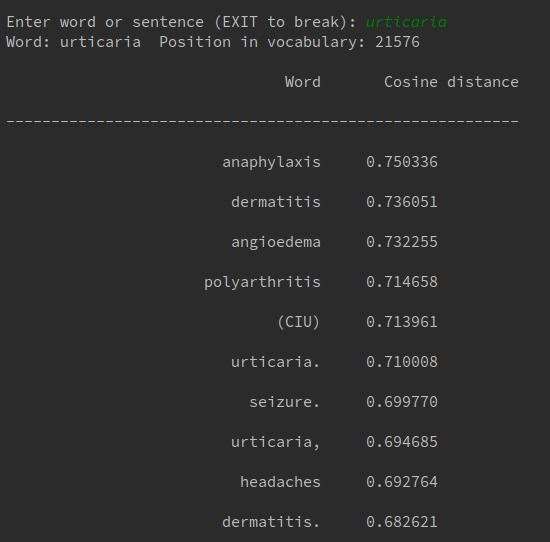 Enter word or sentence (EXIT to break): urticaria
Word: urticaria  Position in vocabulary: 21576
Word Cosine distance
---------------------------------------------------------
anaphylaxis 0.750336
dermatitis 0.736051
angioedema 0.732255
polyarthritis 0.714658
(CIU) 0.713961
urticaria. 0.710008
seizure. 0.699770
urticaria, 0.694685
headaches 0.692764
dermatitis. 0.682621